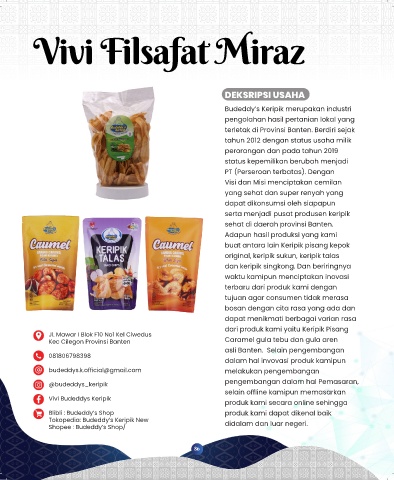 Vivi Filsafat Miraz
DEKSRIPSI USAHA
Budeddy's Keripik merupakan industri
pengolahan hasil pertanian lokal yang
terletak di Provinsi Banten. Berdiri sejak
tahun 2012 dengan status usaha milik
perorangan dan pada tahun 2019
status kepemilikan berubah menjadi
PT (Perseroan terbatas). Dengan
Visi dan Misi menciptakan cemilan
yang sehat dan super renyah yang
dapat dikonsumsi oleh siapapun
serta menjadi pusat produsen keripik
sehat di daerah provinsi Banten.
Adapun hasil produksi yang kami
buat antara lain Keripik pisang kepok
original, keripik sukun, keripik talas
dan keripik singkong. Dan beriringnya
waktu kamipun menciptakan inovasi
terbaru dari produk kami dengan
tujuan agar consumen tidak merasa
bosan dengan cita rasa yang ada dan
dapat menikmati berbagai varian rasa
dari produk kami yaitu Keripik Pisang
Caramel gula tebu dan gula aren
asli Banten. Selain pengembangan
dalam hal invovasi produk kamipun
melakukan pengembangan
pengembangan dalam hal Pemasaran,
selain offline kamipun memasarkan
produk kami secara online sehingga
produk kami dapat dikenal baik
didalam dan luar negeri.
Caumel
KERIPIK
TALAS
Caumel
Jl. Mawar I Blok F10 No1 Kel Ciwedus
Kec Cilegon Provinsi Banten
081806798398
budeddys.k.official@gmail.com
@budeddys_keripik
Vivi Budeddys Keripik
Blibli : Budeddy's Shop
Tokopedia: Budeddy's Keripik New
Shopee : Budeddy's Shop/